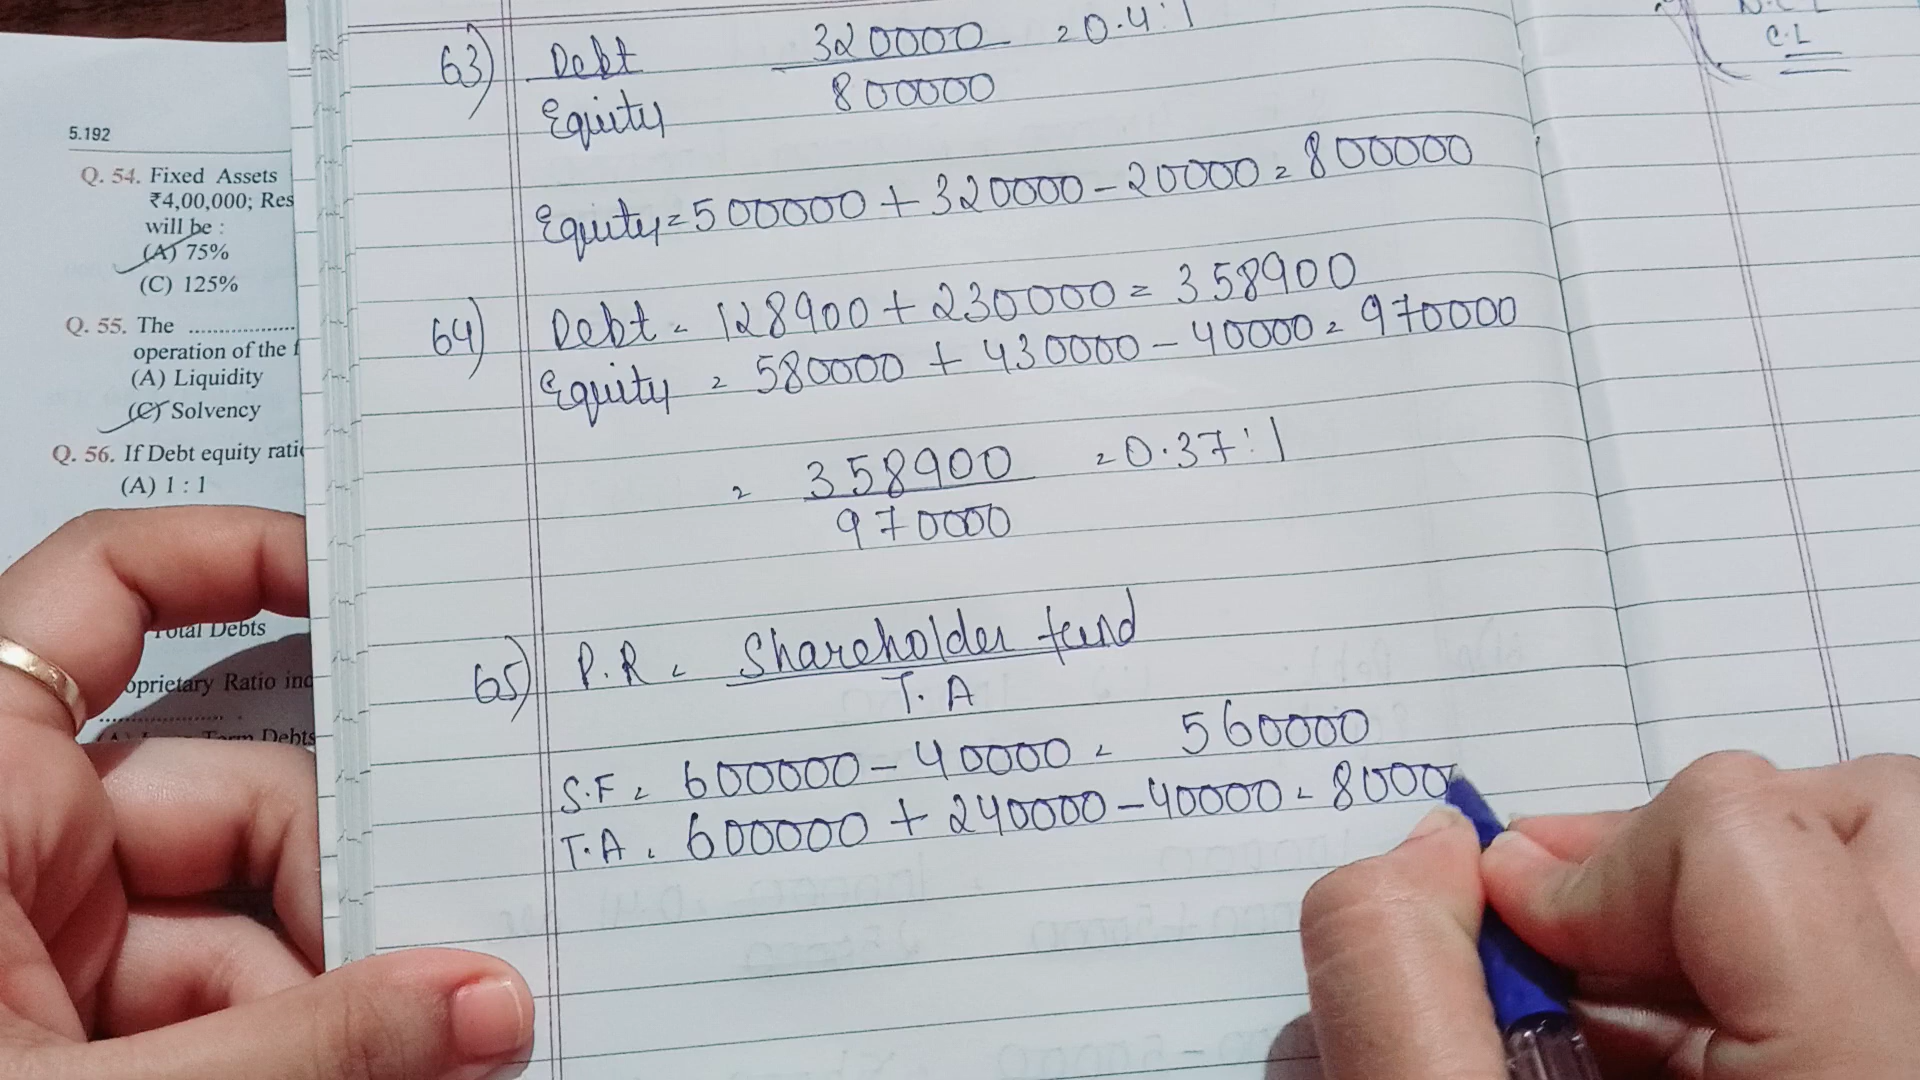 5.192
Q. 54. Fixed Assets
₹4,00,000; Res
will be :
(A) 75%
(C) 125%
Q. 55. The ....................
operation of the f
(A) Liquidity
(C) Solvency
Q. 56. If Debt equity rati
(A) 1 : 1
Total Debts
oprietary Ratio inc
Term Debts
63) Debt 320000 = 0.4:1
Equity 800000
Equity = 500000 + 320000 - 20000 = 800000
64) Debt = 128900 + 230000 = 358900
Equity = 580000 + 430000 - 40000 = 970000
= 358900 = 0.37:1
970000
65) P.R = Shareholder fund
T.A
S.F = 600000 - 40000 = 560000
T.A = 600000 + 240000 - 40000 = 8000
C.L